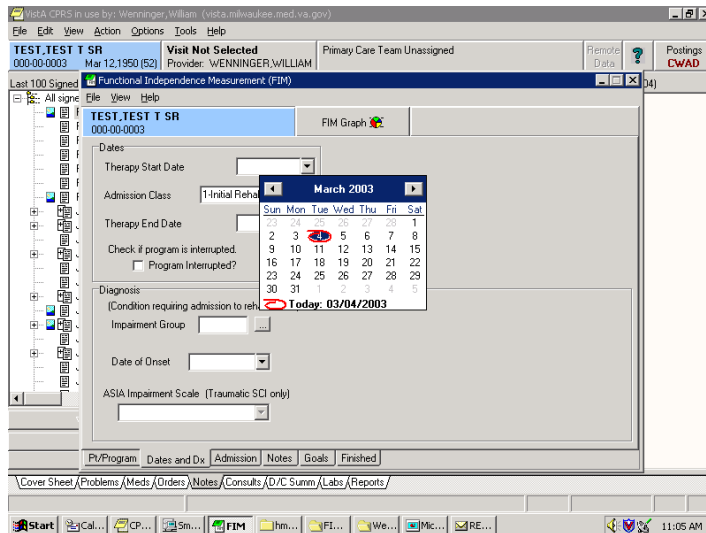 VistA CPRS in use by: Wenninger,William (vista.milwaukee.med.va.gov)
File Edit View Action Options Tools Help
TEST,TEST T SR Visit Not Selected Primary Care Team Unassigned Remote Data ? Postings
000-00-0003 Mar 12,1950 (52) Provider: WENNINGER,WILLIAM CWAD
Last 100 Signed
All signe
Functional Independence Measurement (FIM)
File View Help
TEST,TEST T SR
000-00-0003
FIM Graph
Dates
Therapy Start Date
Admission Class 1-Initial Rehal
Therapy End Date
Check if program is interrupted.
Program Interrupted?
March 2003
Sun Mon Tue Wed Thu Fri Sat
23 24 25 26 27 28 1
2 3 4 5 6 7 8
9 10 11 12 13 14 15
16 17 18 19 20 21 22
23 24 25 26 27 28 29
30 31 1 2 3 4 5
Today: 03/04/2003
Diagnosis
(Condition requiring admission to reh
Impairment Group ...
Date of Onset
ASIA Impairment Scale (Traumatic SCI only)
Pt/Program Dates and Dx Admission Notes Goals Finished
Cover Sheet Problems Meds Orders Notes Consults D/C Summ Labs Reports
Start Cal... CP... Sm... FIM hm... FI... We... Mic... RE... 11:05 AM